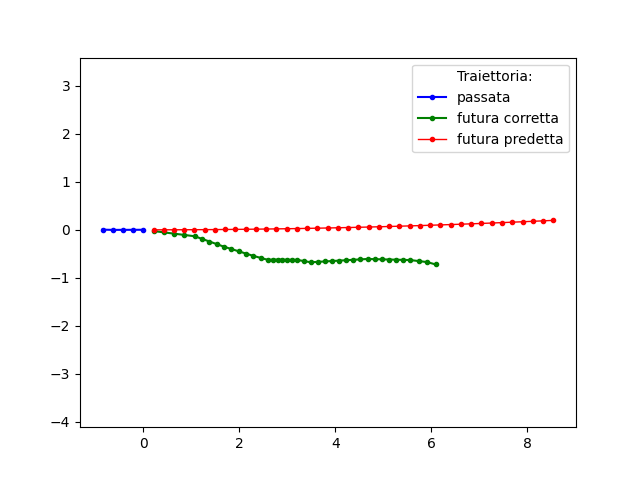 Traiettoria:
passata
futura corretta
futura predetta
3
2
1
0
−1
−2
−3
−4
0 2 4 6 8